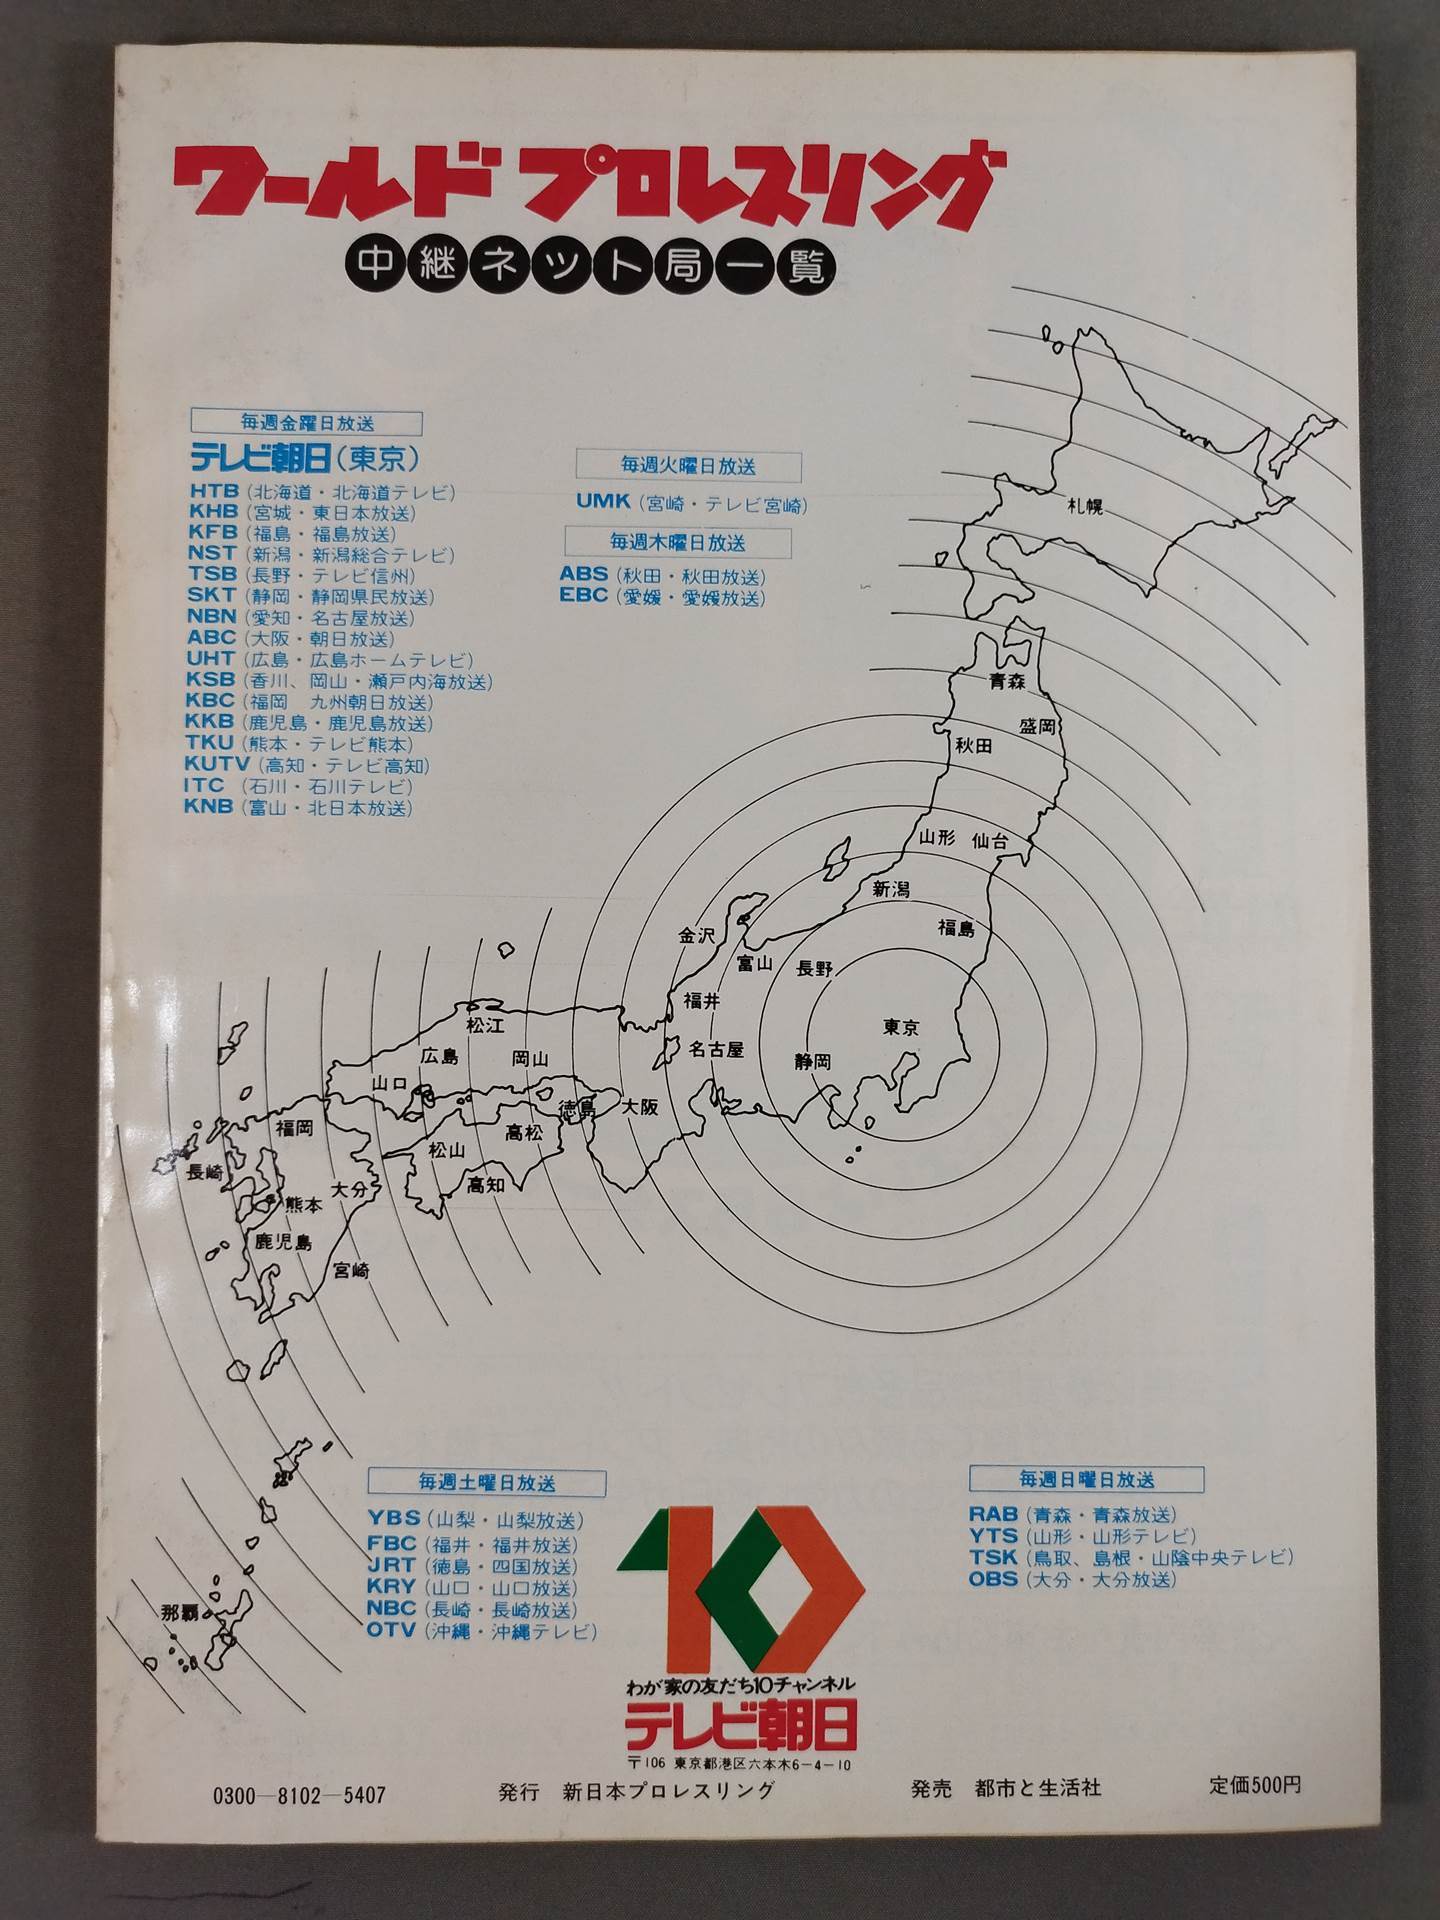 ワールドプロレスリング
中継ネット局一覧
毎週金曜日放送
テレビ朝日(東京)
HTB(北海道・北海道テレビ)
KHB(宮城・東日本放送)
KFB(福島・福島放送)
NST(新潟・新潟総合テレビ)
TSB(長野・テレビ信州)
SKT(静岡・静岡県民放送)
NBN(愛知・名古屋放送)
ABC(大阪・朝日放送)
UHT(広島・広島ホームテレビ)
KSB(香川、岡山・瀬戸内海放送)
KBC(福岡 九州朝日放送)
KKB(鹿児島・鹿児島放送)
TKU(熊本・テレビ熊本)
KUTV(高知・テレビ高知)
ITC(石川・石川テレビ)
KNB(富山・北日本放送)
毎週火曜日放送
UMK(宮崎・テレビ宮崎)
毎週木曜日放送
ABS(秋田・秋田放送)
EBC(愛媛・愛媛放送)
札幌
青森
盛岡
秋田
山形 仙台
新潟
福島
金沢
富山
長野
福井
東京
名古屋
静岡
松江
広島
岡山
山口
徳島
大阪
福岡
高松
松山
長崎
高知
大分
熊本
鹿児島
宮崎
那覇
毎週土曜日放送
YBS(山梨・山梨放送)
FBC(福井・福井放送)
JRT(徳島・四国放送)
KRY(山口・山口放送)
NBC(長崎・長崎放送)
OTV(沖縄・沖縄テレビ)
毎週日曜日放送
RAB(青森・青森放送)
YTS(山形・山形テレビ)
TSK(鳥取、島根・山陰中央テレビ)
OBS(大分・大分放送)
10
わが家の友だち10チャンネル
テレビ朝日
〒106 東京都港区六本木6-4-10
0300-8102-5407 発行 新日本プロレスリング 発売 都市と生活社 定価500円